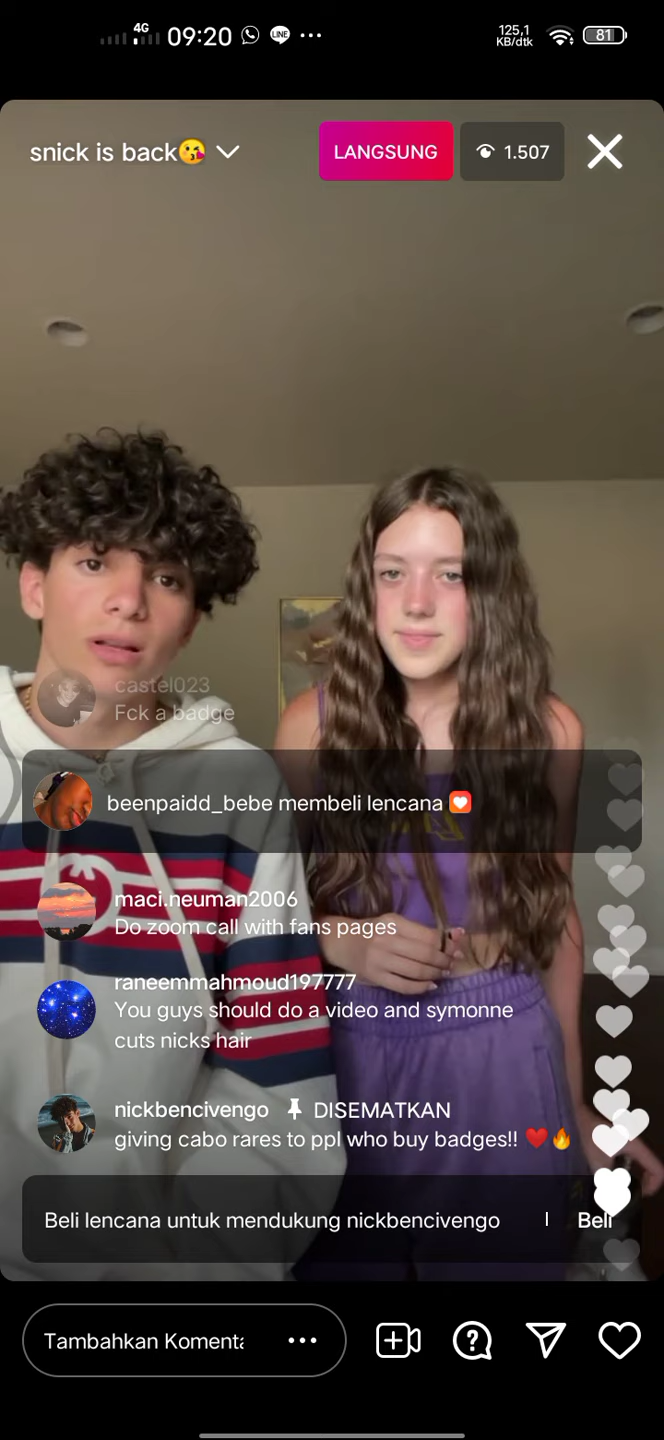 4G
09:20
LINE
125,1
KB/dtk
81
snick is back😘
LANGSUNG
1.507
castel023
Fck a badge
beenpaidd_bebe membeli lencana
maci.neuman2006
Do zoom call with fans pages
raneemmahmoud197777
You guys should do a video and symonne
cuts nicks hair
nickbencivengo DISEMATKAN
giving cabo rares to ppl who buy badges!! ❤️🔥
Beli lencana untuk mendukung nickbencivengo | Beli
Tambahkan Komenta